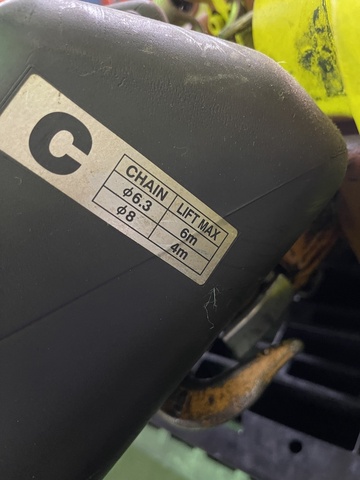 C
CHAIN LIFT MAX
φ6.3 6m
φ8 4m